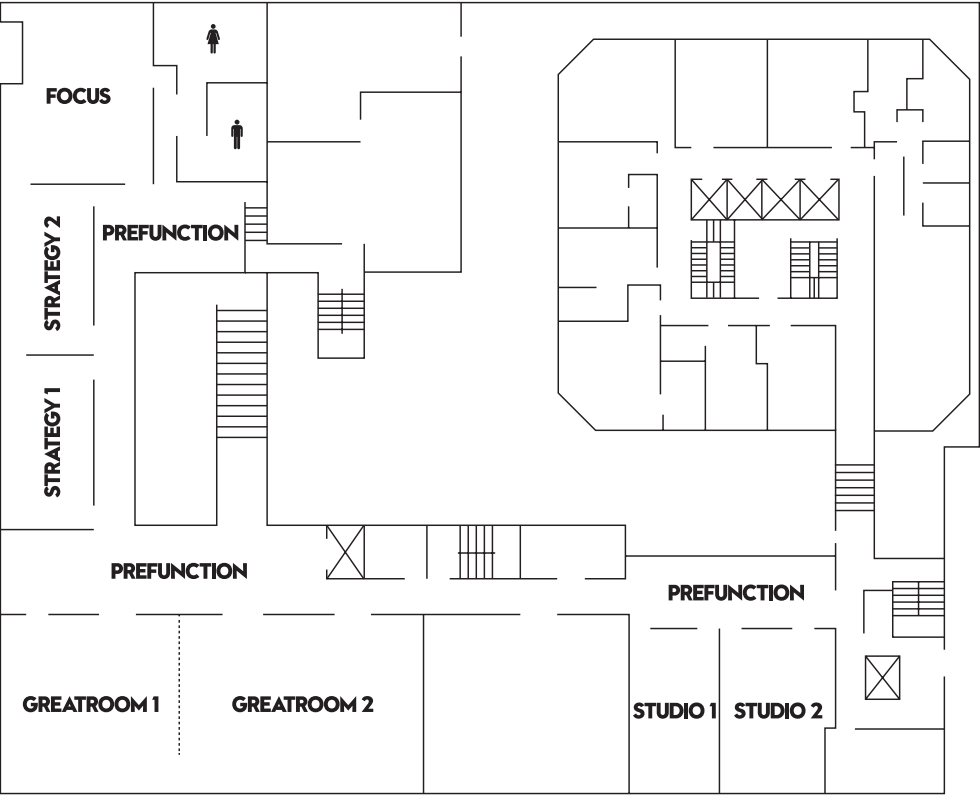 FOCUS
STRATEGY 2
PREFUNCTION
STRATEGY 1
PREFUNCTION
PREFUNCTION
GREATROOM 1
GREATROOM 2
STUDIO 1
STUDIO 2